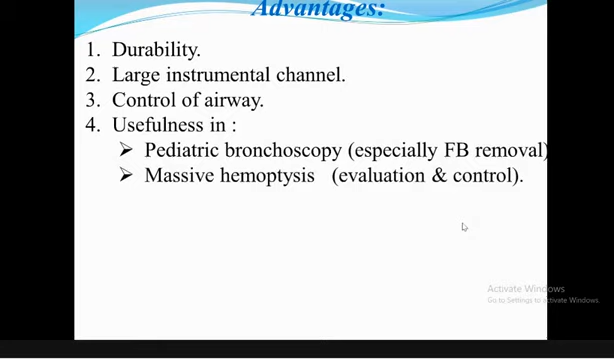 Advantages:
1. Durability.
2. Large instrumental channel.
3. Control of airway.
4. Usefulness in :
➢ Pediatric bronchoscopy (especially FB removal)
➢ Massive hemoptysis (evaluation & control).
Activate Windows
Go to Settings to activate Windows.